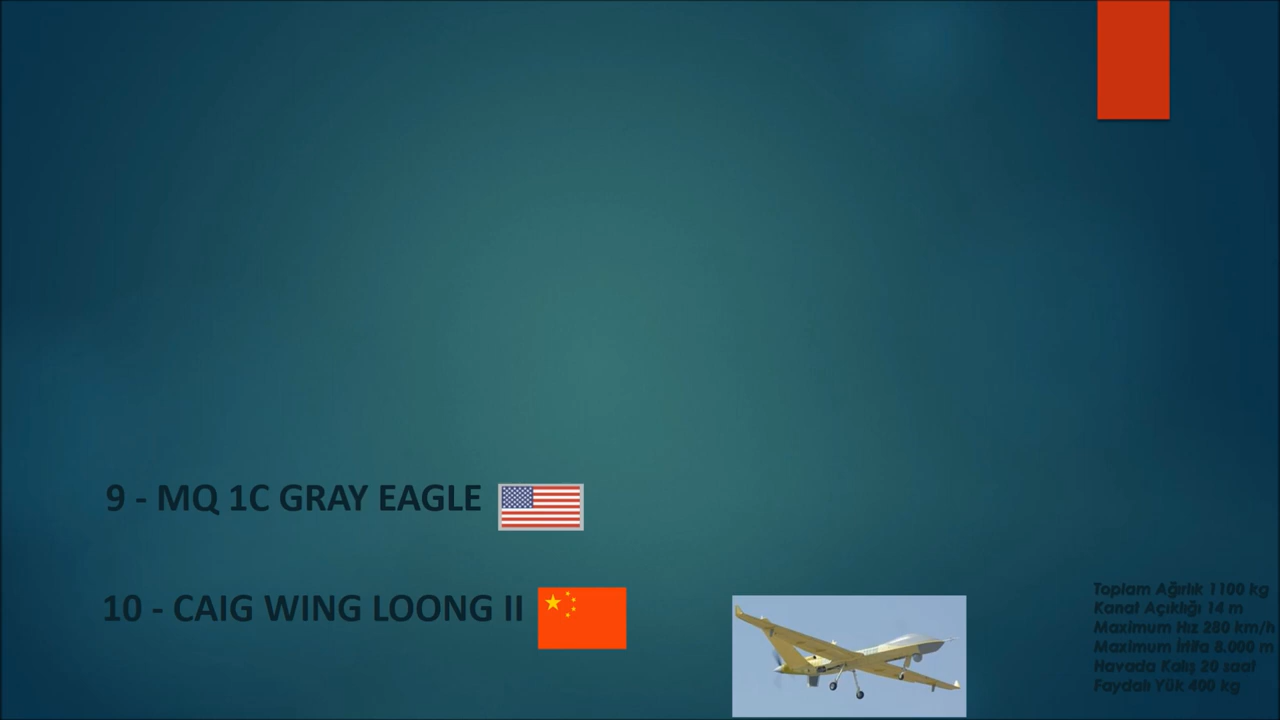 9 - MQ 1C GRAY EAGLE
10 - CAIG WING LOONG II
Toplam Ağırlık 1100 kg
Kanat Açıklığı 14 m
Maximum Hız 280 km/h
Maximum İrtifa 8.000 m
Havada Kalış 20 saat
Faydalı Yük 400 kg